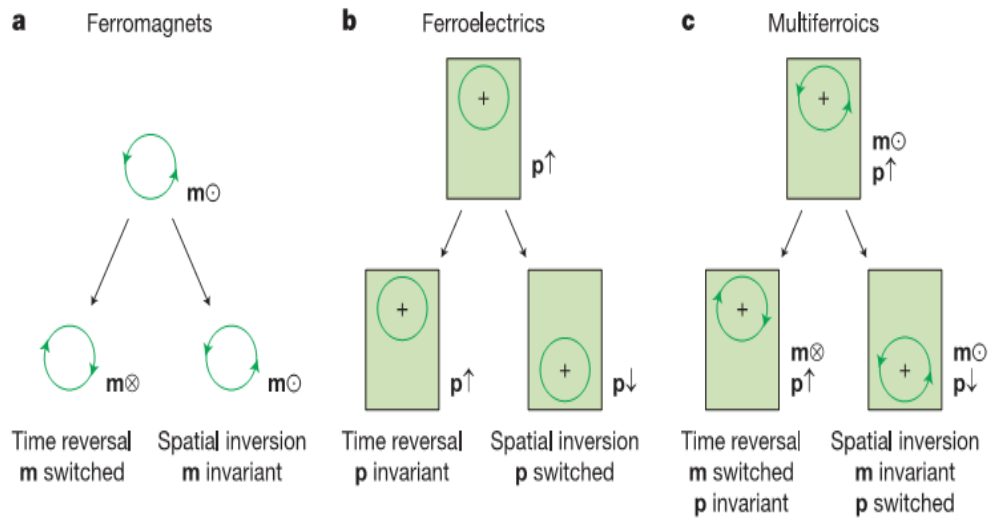 a Ferromagnets
m⊙
m⊗
m⊙
Time reversal
m switched
Spatial inversion
m invariant
b Ferroelectrics
+
p↑
+
p↑
+
p↓
Time reversal
p invariant
Spatial inversion
p switched
c Multiferroics
+
m⊙
p↑
+
m⊗
p↑
+
m⊙
p↓
Time reversal
m switched
p invariant
Spatial inversion
m invariant
p switched